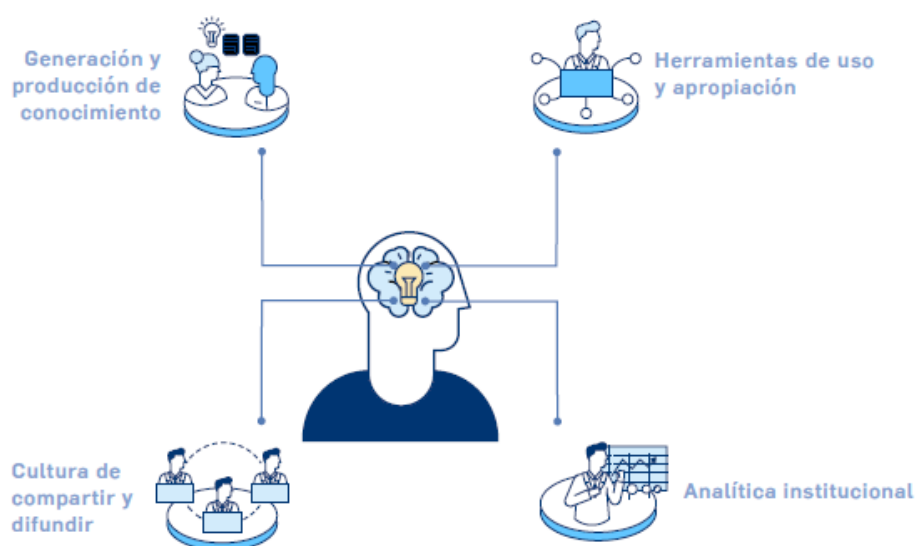 Generación y
producción de
conocimiento
Herramientas de uso
y apropiación
Cultura de
compartir y
difundir
Analítica institucional